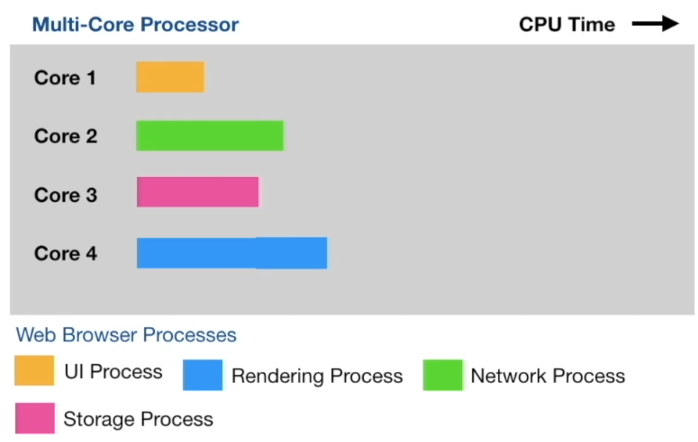 Multi-Core Processor CPU Time
Core 1
Core 2
Core 3
Core 4
Web Browser Processes
UI Process Rendering Process Network Process
Storage Process